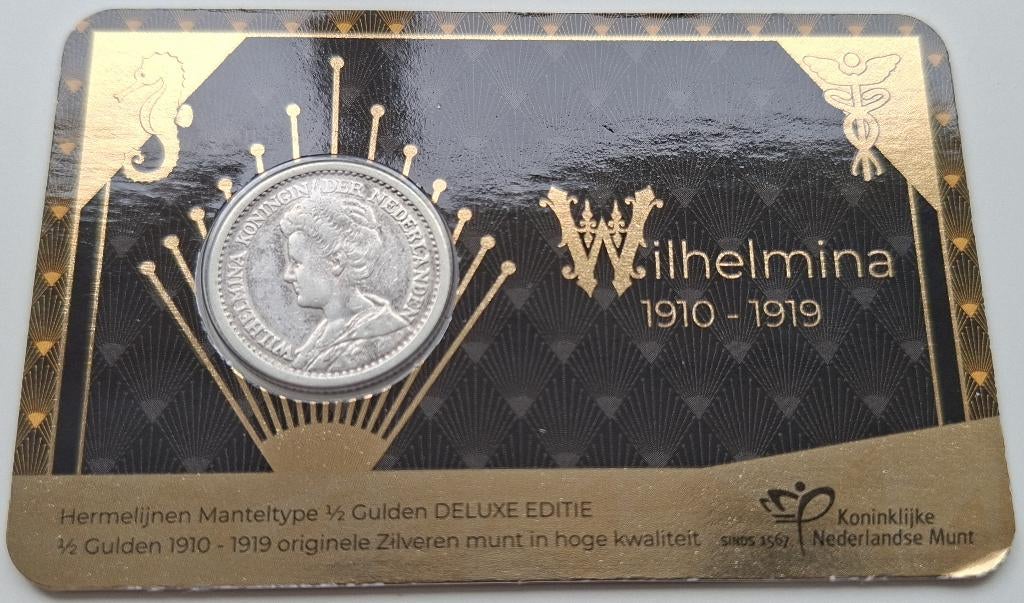 WILHELMINA KONINGIN DER NEDERLANDEN
Wilhelmina
1910 - 1919
Hermelijnen Manteltype ½ Gulden DELUXE EDITIE
½ Gulden 1910 - 1919 originele Zilveren munt in hoge kwaliteit
SINDS 1567
Koninklijke
Nederlandse Munt